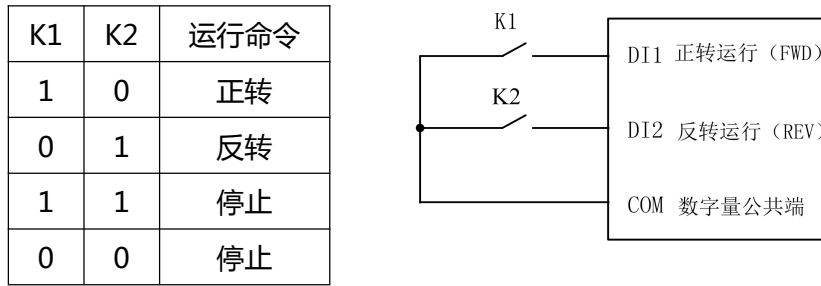 K1 K2 运行命令
1 0 正转
0 1 反转
1 1 停止
0 0 停止
K1
DI1 正转运行（FWD）
K2
DI2 反转运行（REV）
COM 数字量公共端